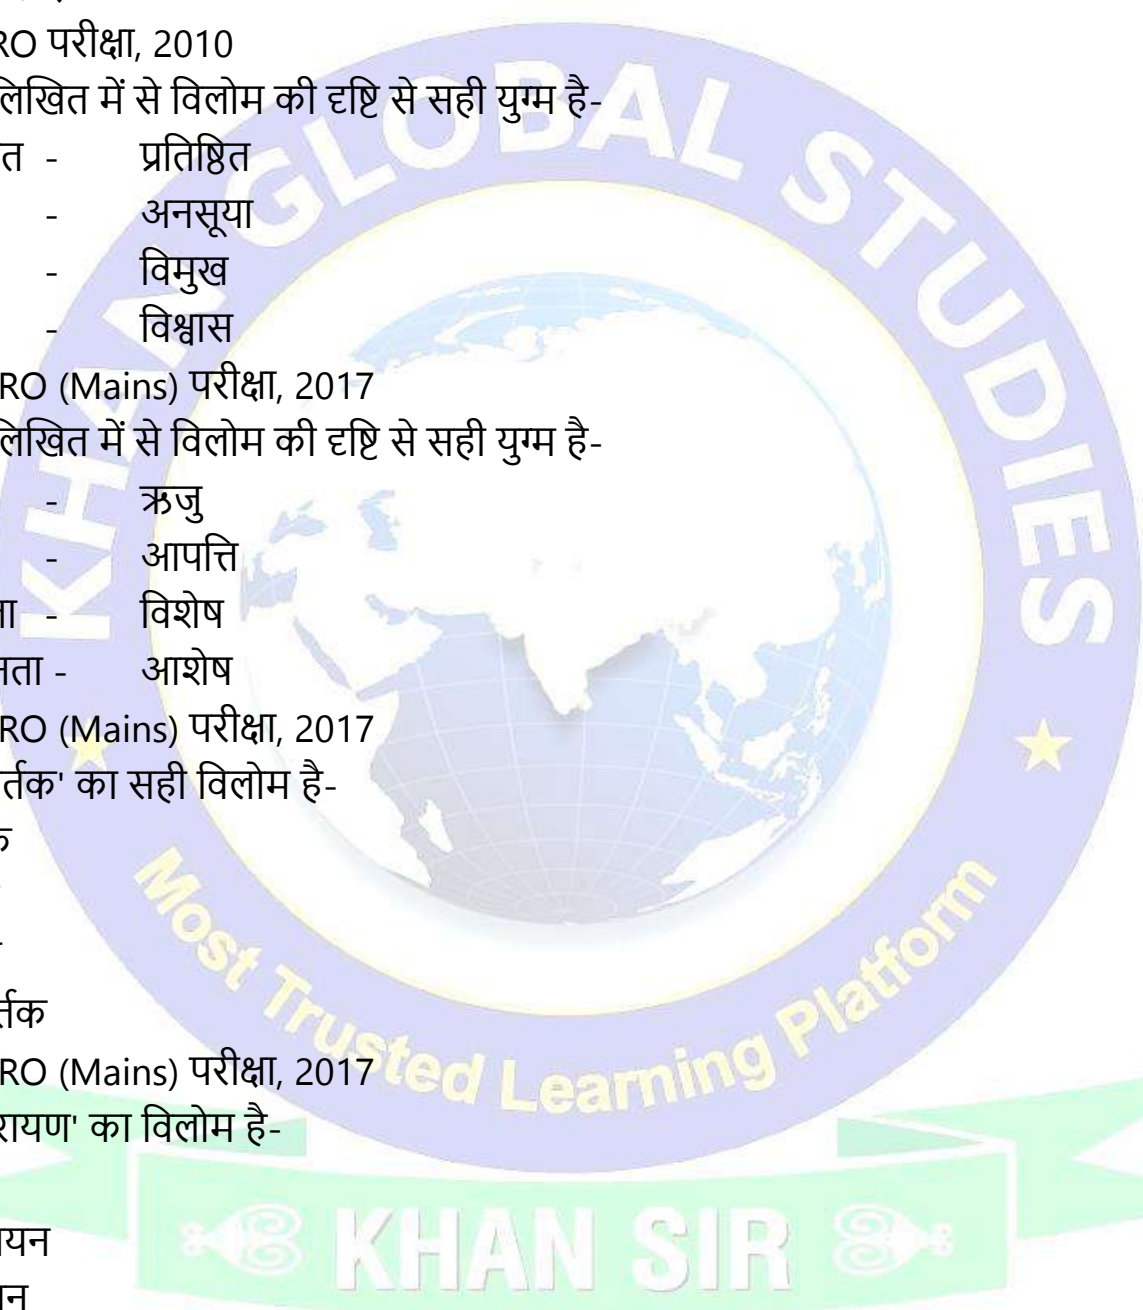 RO परीक्षा, 2010
लिखित में से विलोम की दृष्टि से सही युग्म है-
त - प्रतिष्ठित
- अनसूया
- विमुख
- विश्वास
RO (Mains) परीक्षा, 2017
लिखित में से विलोम की दृष्टि से सही युग्म है-
- ऋजु
- आपत्ति
ता - विशेष
नता - आशेष
RO (Mains) परीक्षा, 2017
र्तक' का सही विलोम है-
क
र्तक
RO (Mains) परीक्षा, 2017
रायण' का विलोम है-
यन
न
KHAN GLOBAL STUDIES
Most Trusted Learning Platform
KHAN SIR